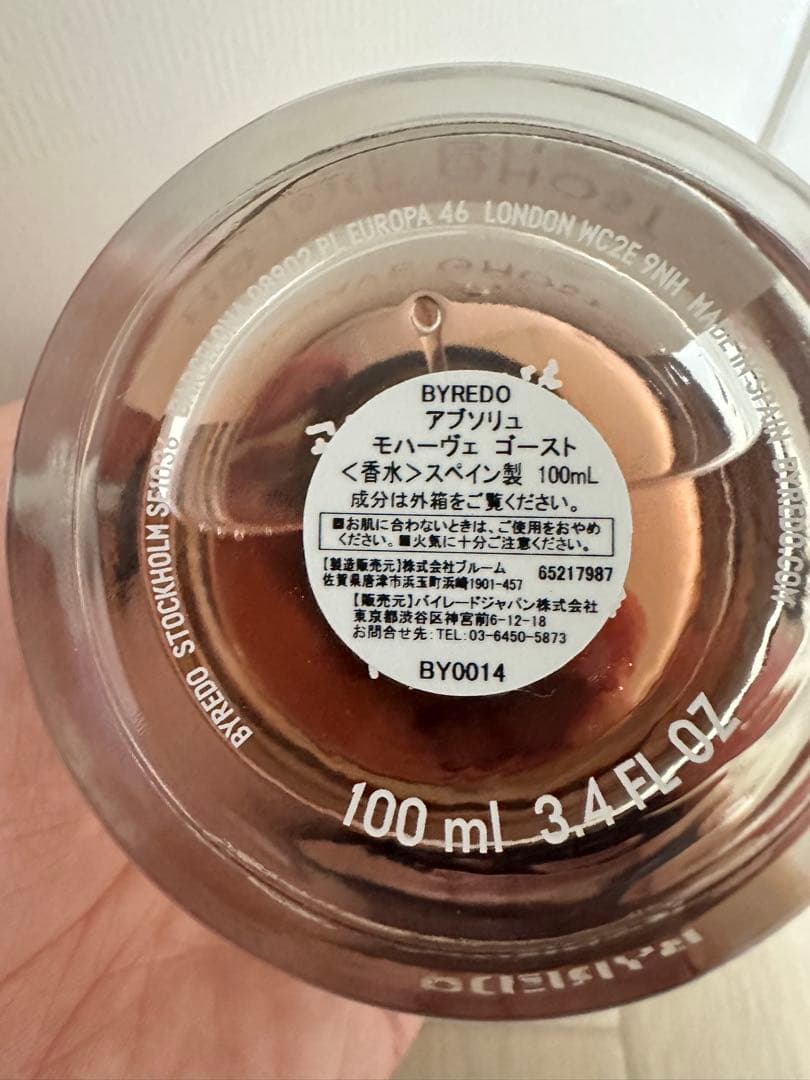 BYREDO STOCKHOLM SE1036
PL EUROPA 46 LONDON WC2E 9NH MADE IN SPAIN BYREDO.COM
BYREDO
アブソリュ
モハーヴェ ゴースト
＜香水＞スペイン製 100mL
成分は外箱をご覧ください。
■お肌に合わないときは、ご使用をおやめ
ください。■火気に十分ご注意ください。
【製造販売元】株式会社ブルーム
佐賀県唐津市浜玉町浜崎1901-457
65217987
【販売元】バイレードジャパン株式会社
東京都渋谷区神宮前6-12-18
お問合せ先:TEL:03-6450-5873
BY0014
100 ml 3.4 FL OZ
BYREDO